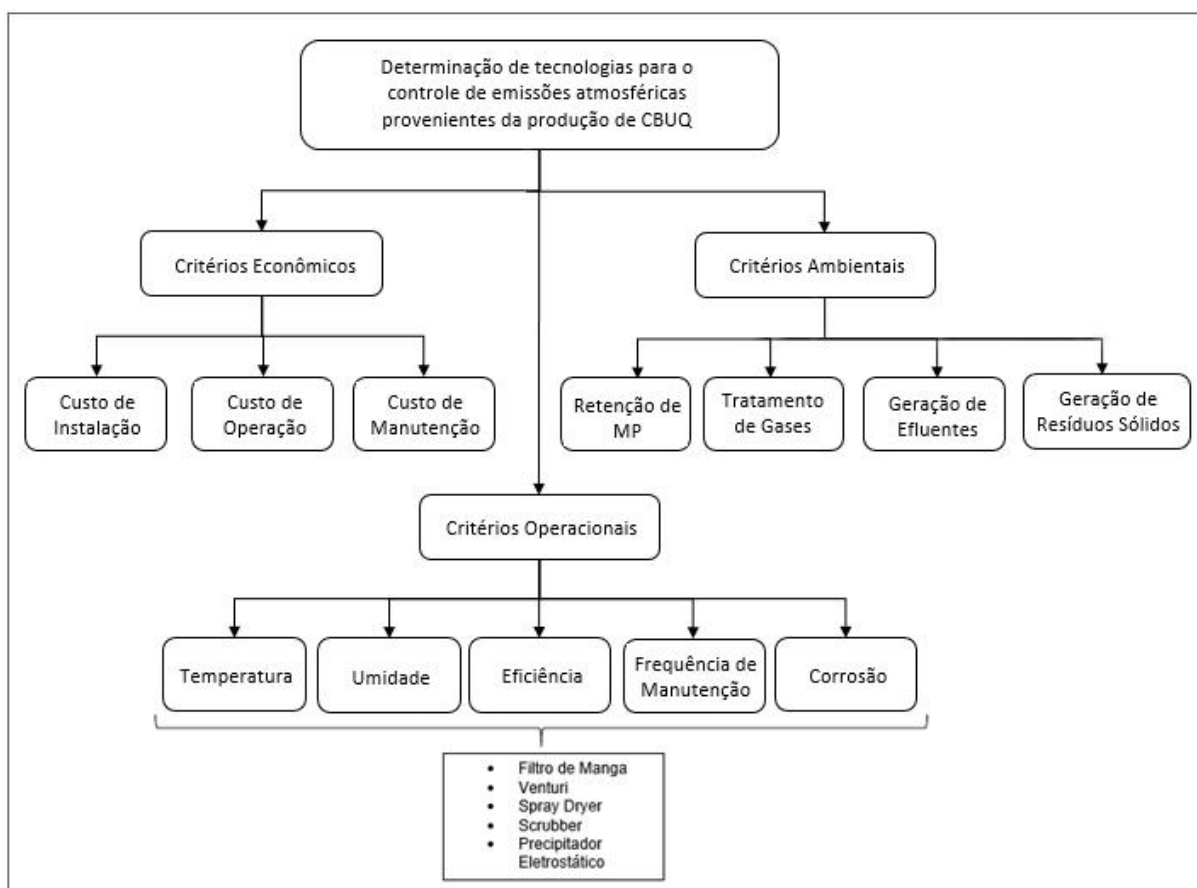 Determinação de tecnologias para o
controle de emissões atmosféricas
provenientes da produção de CBUQ
Critérios Econômicos
Critérios Ambientais
Custo de
Instalação
Custo de
Operação
Custo de
Manutenção
Retenção de
MP
Tratamento
de Gases
Geração de
Efluentes
Geração de
Resíduos Sólidos
Critérios Operacionais
Temperatura
Umidade
Eficiência
Frequência de
Manutenção
Corrosão
• Filtro de Manga
• Venturi
• Spray Dryer
• Scrubber
• Precipitador
Eletrostático